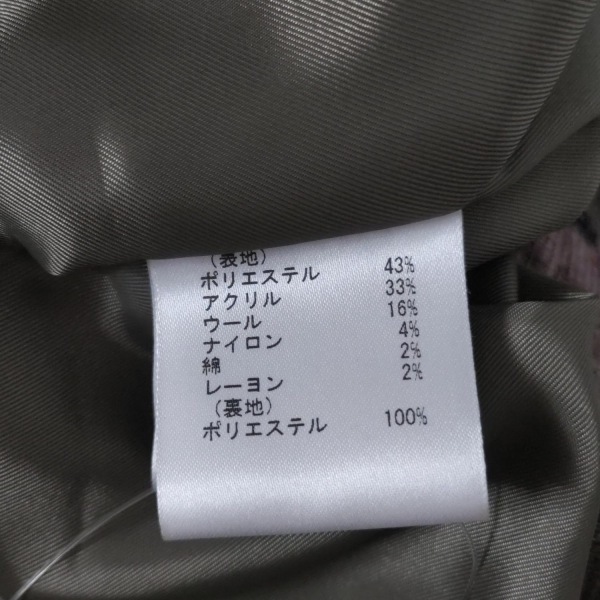 （表地）
ポリエステル 43%
アクリル 33%
ウール 16%
ナイロン 4%
綿 2%
レーヨン 2%
（裏地）
ポリエステル 100%